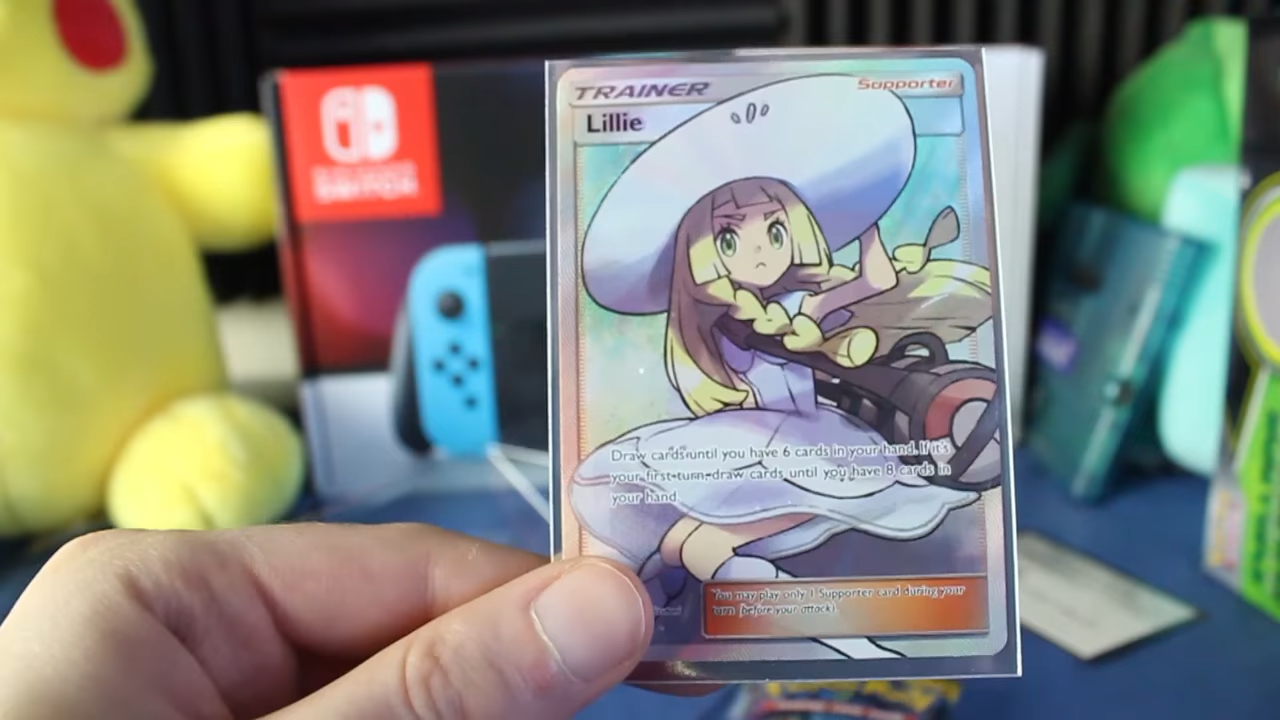 TRAINER
Supporter
Lillie
SWITCH
Draw cards until you have 6 cards in your hand. If it's
your first turn, draw cards until you have 8 cards in
your hand.
You may play only 1 Supporter card during your
turn (before your attack).